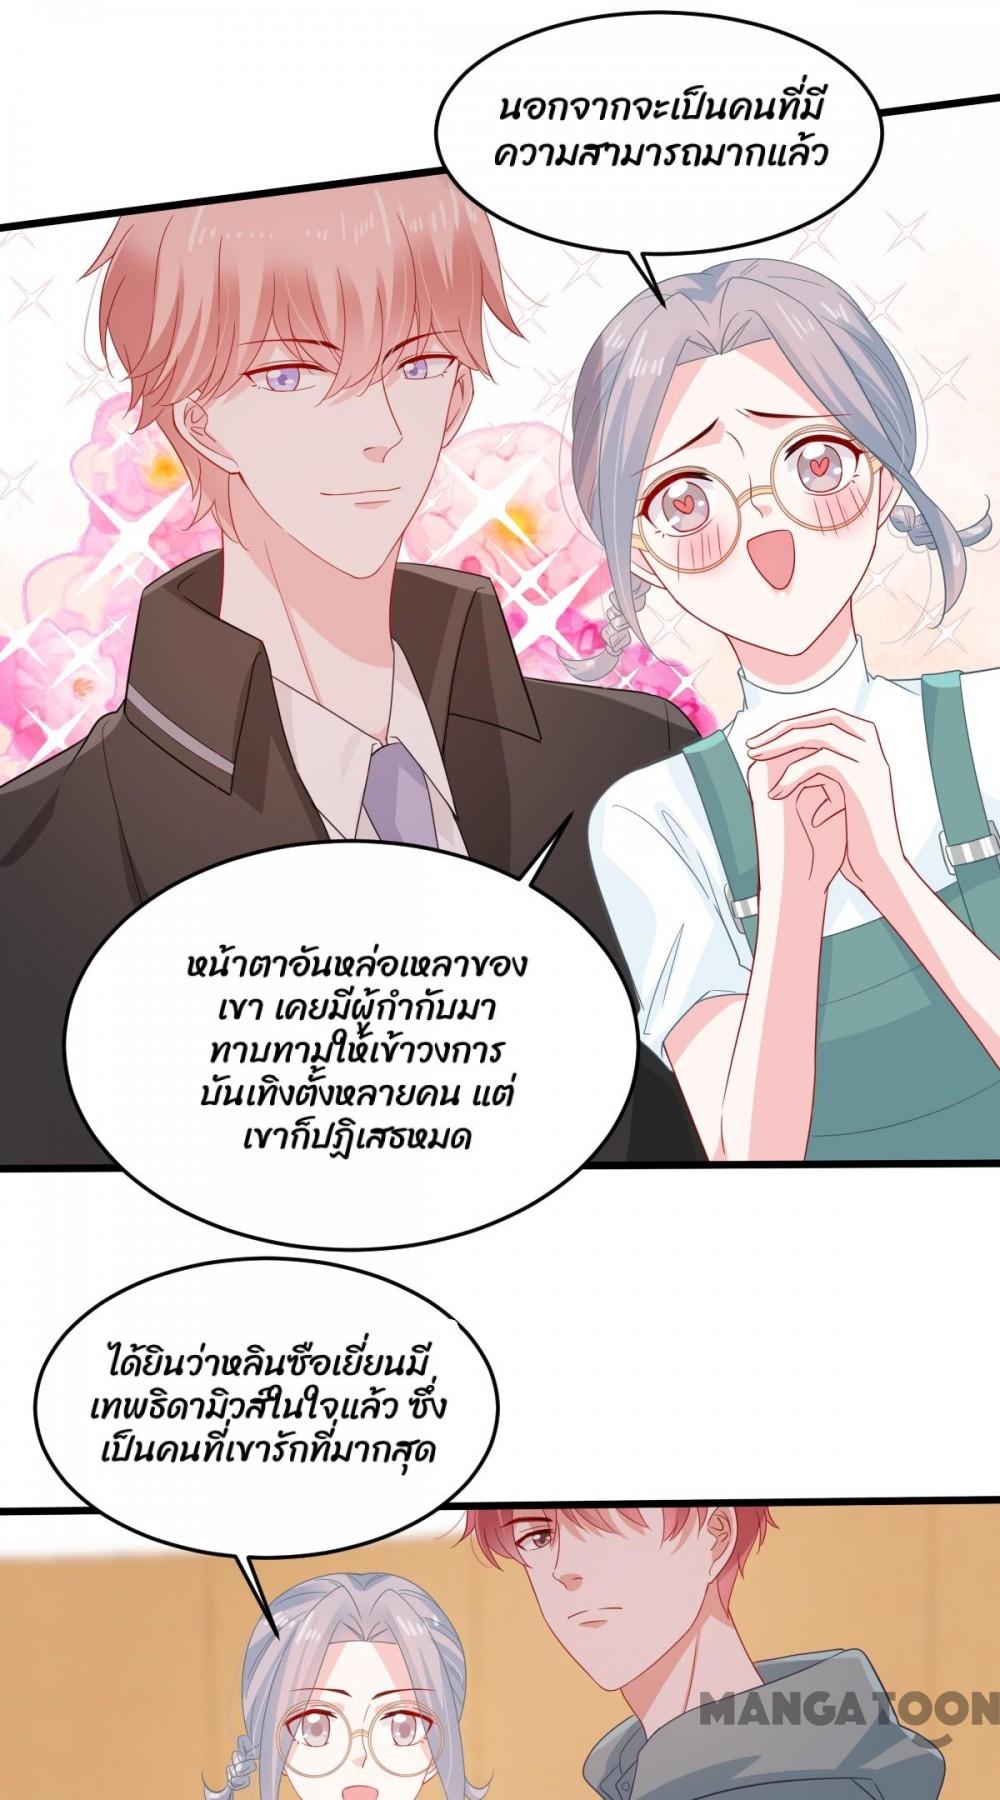 นอกจากจะเป็นคนที่มี
ความสามารถมากแล้ว
หน้าตาอันหล่อเหลาของ
เขา เคยมีผู้กำกับมา
ทาบทามให้เข้าวงการ
บันเทิงตั้งหลายคน แต่
เขาก็ปฏิเสธหมด
ได้ยินว่าหลินซือเยี่ยนมี
เทพธิดามิวส์ในใจแล้ว ซึ่ง
เป็นคนที่เขารักที่มากสุด
MANGATOON